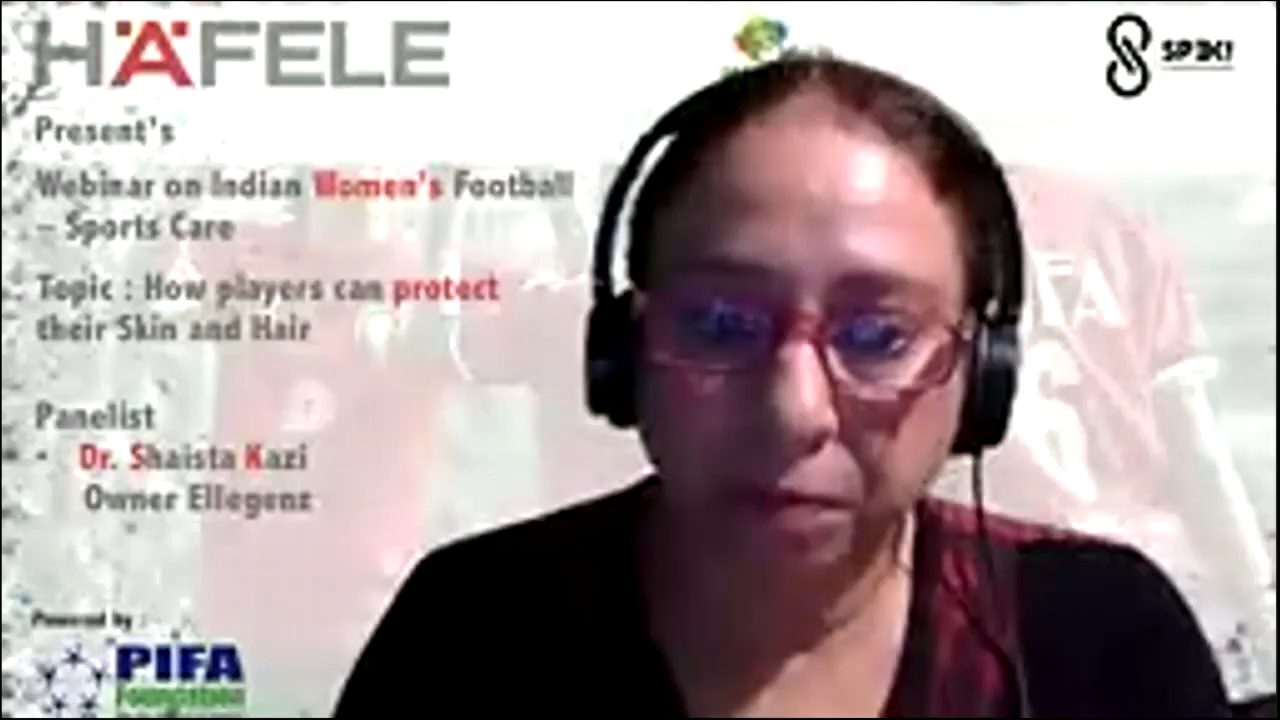 HÄFELE
Present's
Webinar on Indian Women's Football
– Sports Care
Topic : How players can protect
their Skin and Hair
Panelist
- Dr. Shaista Kazi
Owner Ellegenz
Powered by :
PIFA